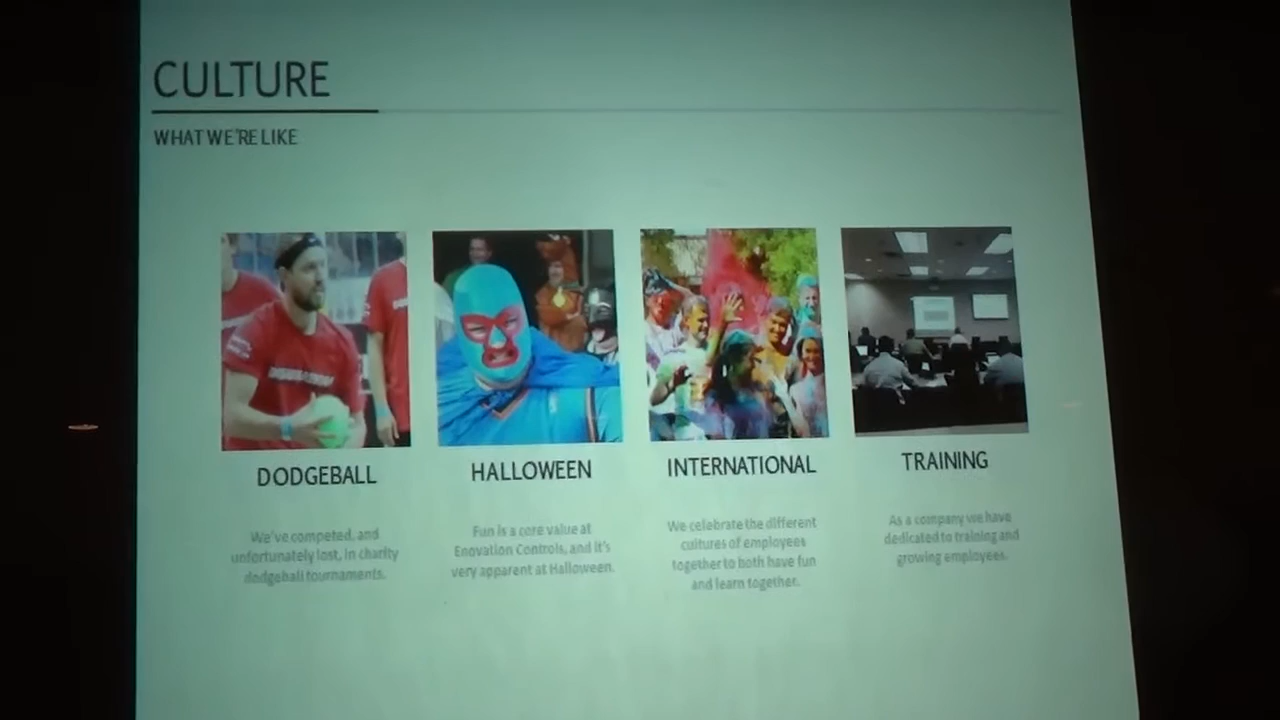 CULTURE
WHAT WE'RE LIKE
DODGEBALL
HALLOWEEN
INTERNATIONAL
TRAINING
We've competed, and
unfortunately lost, in charity
dodgeball tournaments.
Fun is a core value at
Enovation Controls, and it's
very apparent at Halloween.
We celebrate the different
cultures of employees
together to both have fun
and learn together.
As a company we have
dedicated to training and
growing employees.